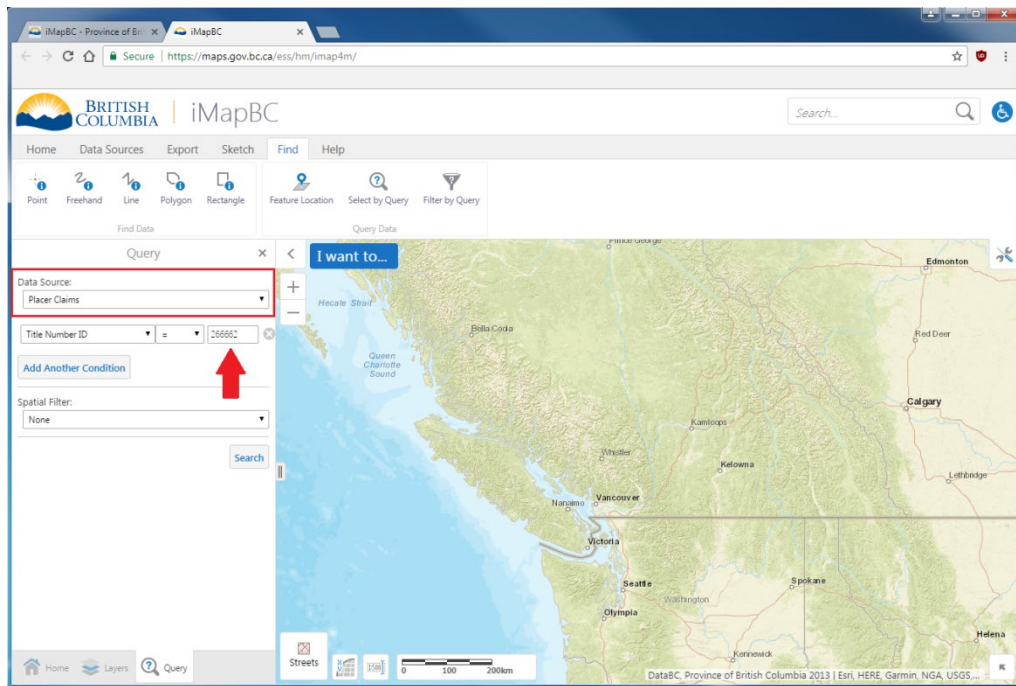 iMapBC - Province of Bri
iMapBC
Secure | https://maps.gov.bc.ca/ess/hm/imap4m/
BRITISH
COLUMBIA
iMapBC
Search...
Home Data Sources Export Sketch Find Help
Point Freehand Line Polygon Rectangle Feature Location Select by Query Filter by Query
Find Data Query Data
Query
I want to...
Data Source:
Placer Claims
Title Number ID = 266662
Add Another Condition
Spatial Filter:
None
Search
Prince George
Edmonton
Hecate Strait
Bella Coola
Red Deer
Queen
Charlotte
Sound
Calgary
Kamloops
Whistler
Kelowna
Lethbridge
Nanaimo
Vancouver
Victoria
Seattle
Spokane
Washington
Olympia
Helena
Kennewick
Streets
0 100 200km
DataBC, Province of British Columbia 2013 | Esri, HERE, Garmin, NGA, USGS,...
Home Layers Query